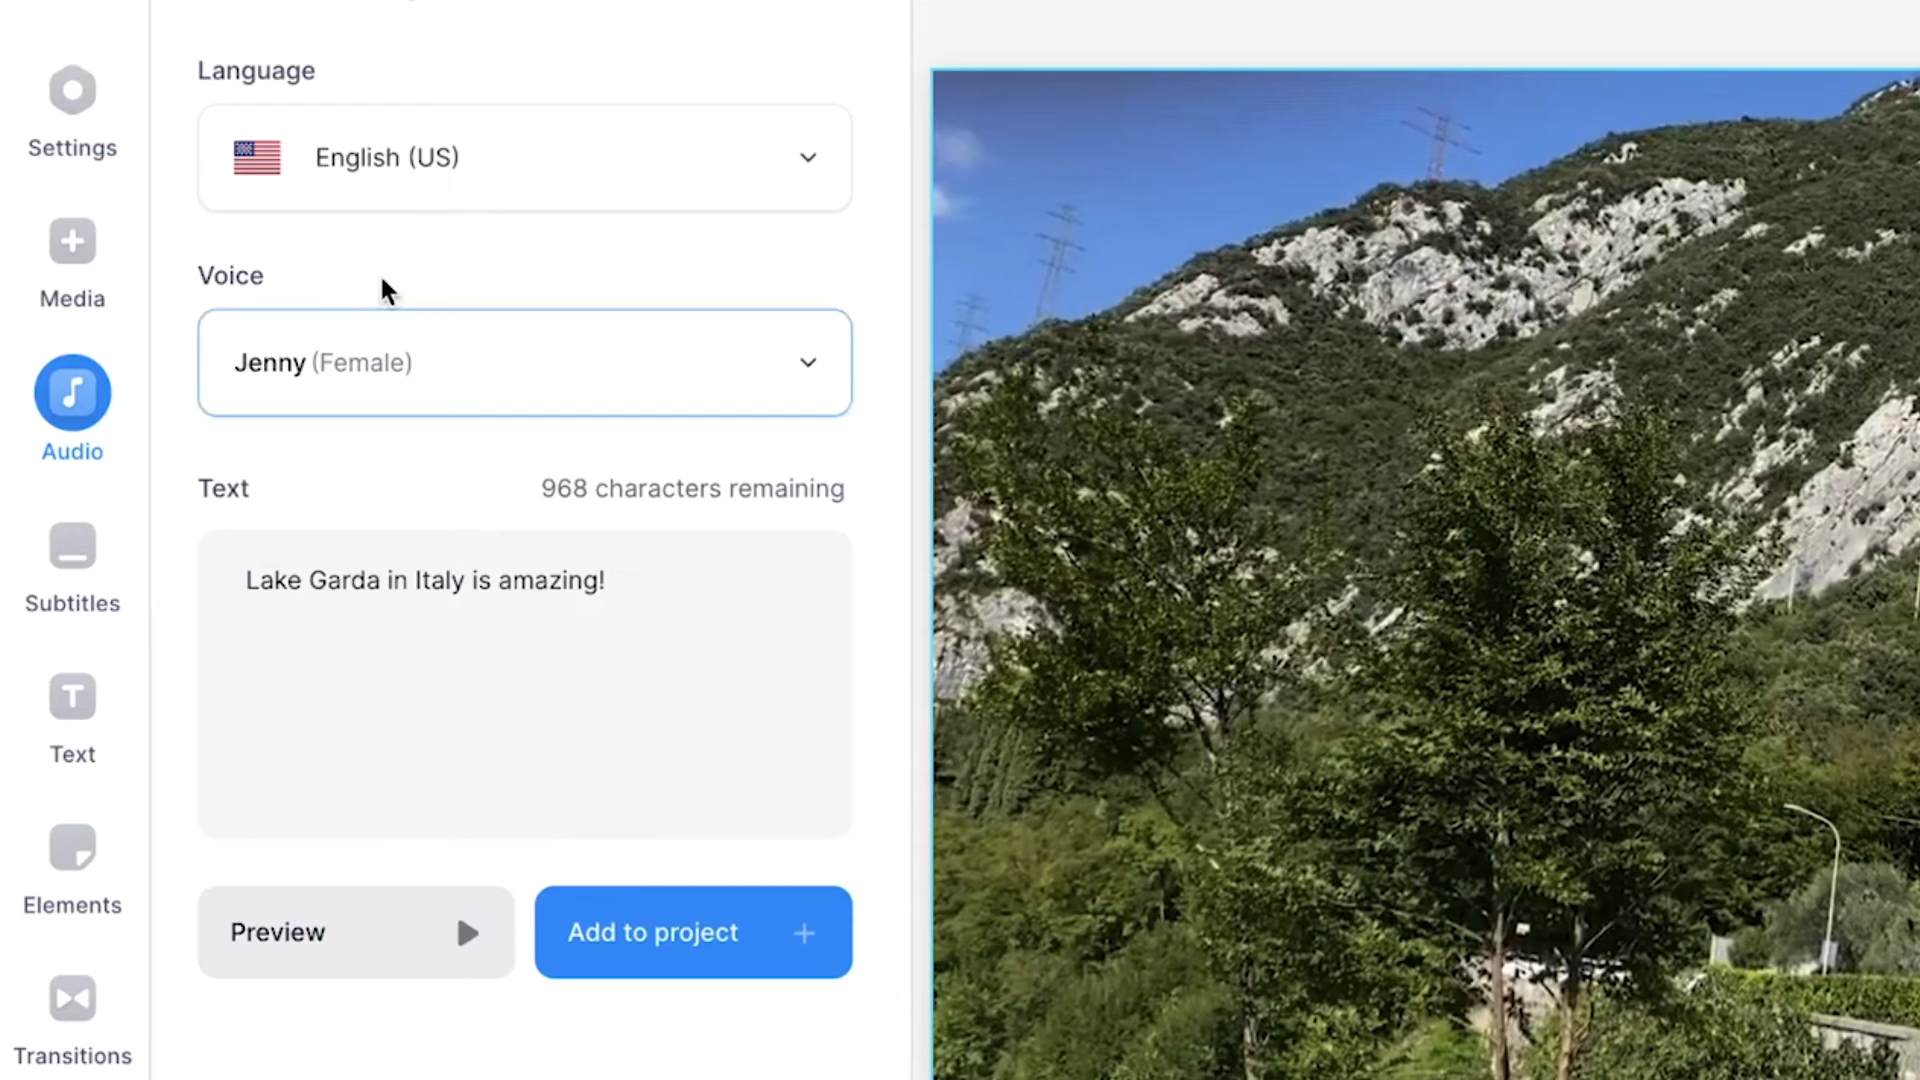 Settings
Media
Audio
Subtitles
Text
Elements
Transitions
Language
English (US)
Voice
Jenny (Female)
Text 968 characters remaining
Lake Garda in Italy is amazing!
Preview
Add to project